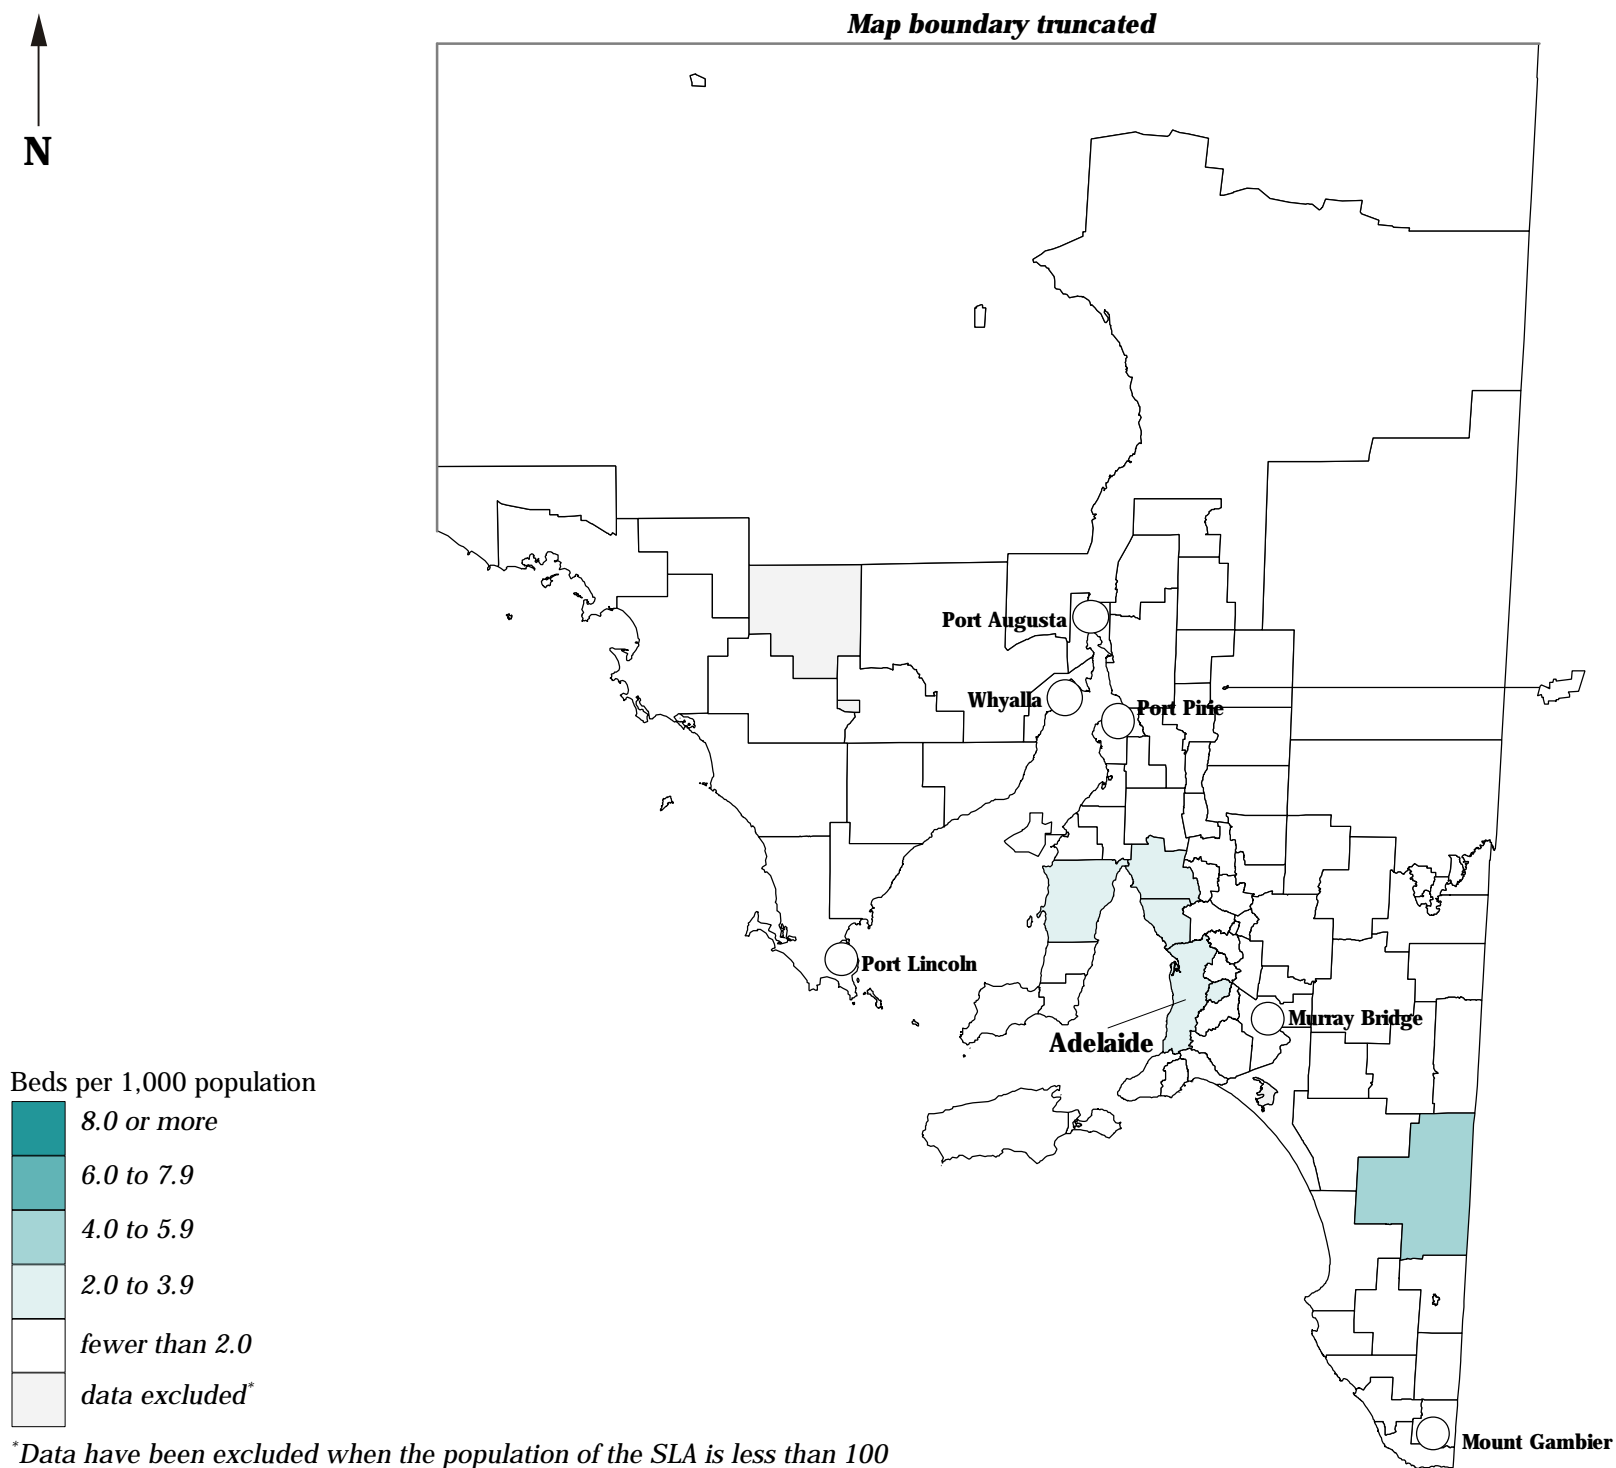 Map boundary truncated
N
Port Augusta
Whyalla
Port Pirie
Port Lincoln
Murray Bridge
Adelaide
Beds per 1,000 population
8.0 or more
6.0 to 7.9
4.0 to 5.9
2.0 to 3.9
fewer than 2.0
data excluded*
Mount Gambier
*Data have been excluded when the population of the SLA is less than 100